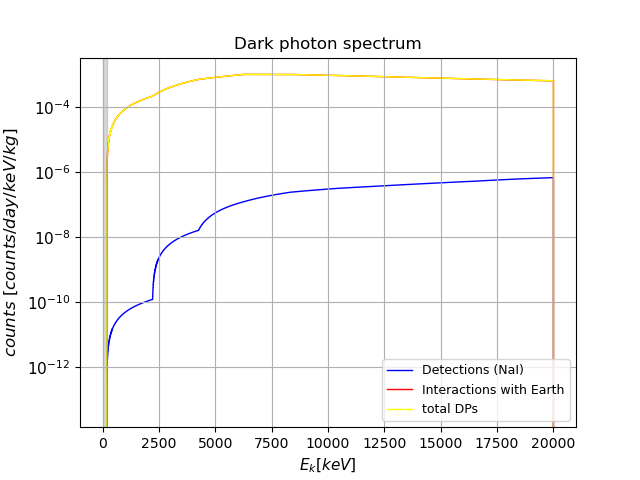 Dark photon spectrum
counts [counts/day/keV/kg]
10⁻⁴
10⁻⁶
10⁻⁸
10⁻¹⁰
10⁻¹²
Detections (NaI)
Interactions with Earth
total DPs
0 2500 5000 7500 10000 12500 15000 17500 20000
Eₖ[keV]